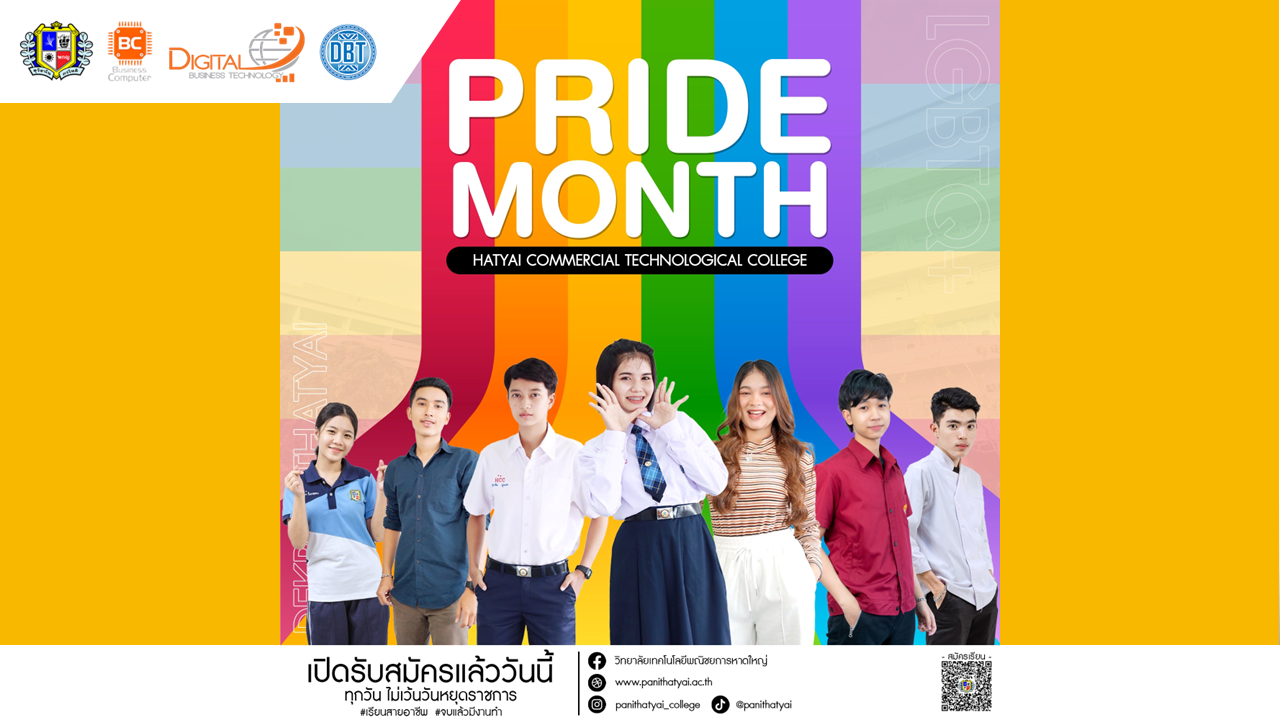 BC
Business
Computer
DIGITAL
BUSINESS TECHNOLOGY
DBT
PRIDE
MONTH
HATYAI COMMERCIAL TECHNOLOGICAL COLLEGE
LGBTQ+
HATYAI
HCC
เปิดรับสมัครแล้ววันนี้
ทุกวัน ไม่เว้นวันหยุดราชการ
#เรียนสายอาชีพ #จบแล้วมีงานทำ
วิทยาลัยเทคโนโลยีพณิชยการหาดใหญ่
www.panithatyai.ac.th
panithatyai_college
@panithatyai
- สมัครเรียน -